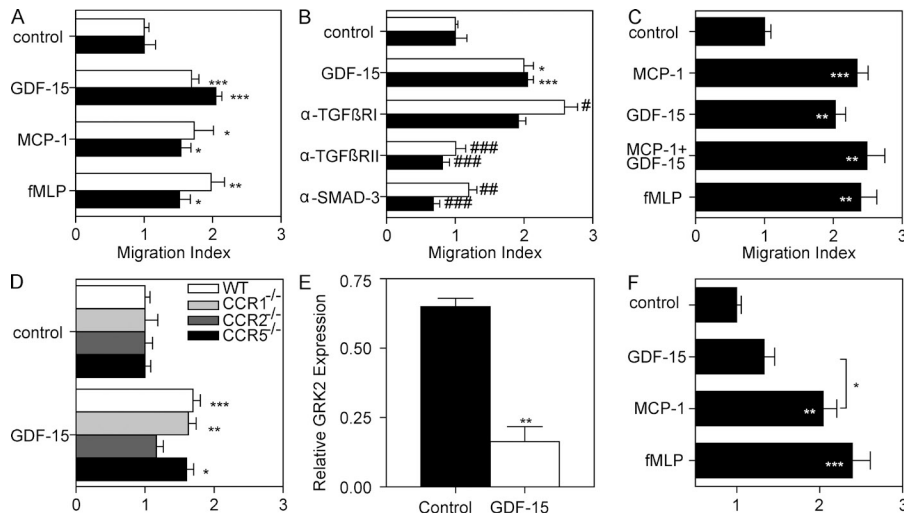 A
control
GDF-15
***
***
MCP-1
*
*
fMLP
**
*
0 1 2 3
Migration Index
B
control
GDF-15
*
***
α-TGFßRI
#
α-TGFßRII
###
###
α-SMAD-3
##
###
0 1 2 3
Migration Index
C
control
MCP-1
***
GDF-15
**
MCP-1+
GDF-15
**
fMLP
**
0 1 2 3
Migration Index
D
WT
CCR1-/-
CCR2-/-
CCR5-/-
control
GDF-15
***
**
*
0 1 2 3
E
Relative GRK2 Expression
0.75
0.50
0.25
0.00
**
Control GDF-15
F
control
GDF-15
*
MCP-1
**
fMLP
***
1 2 3